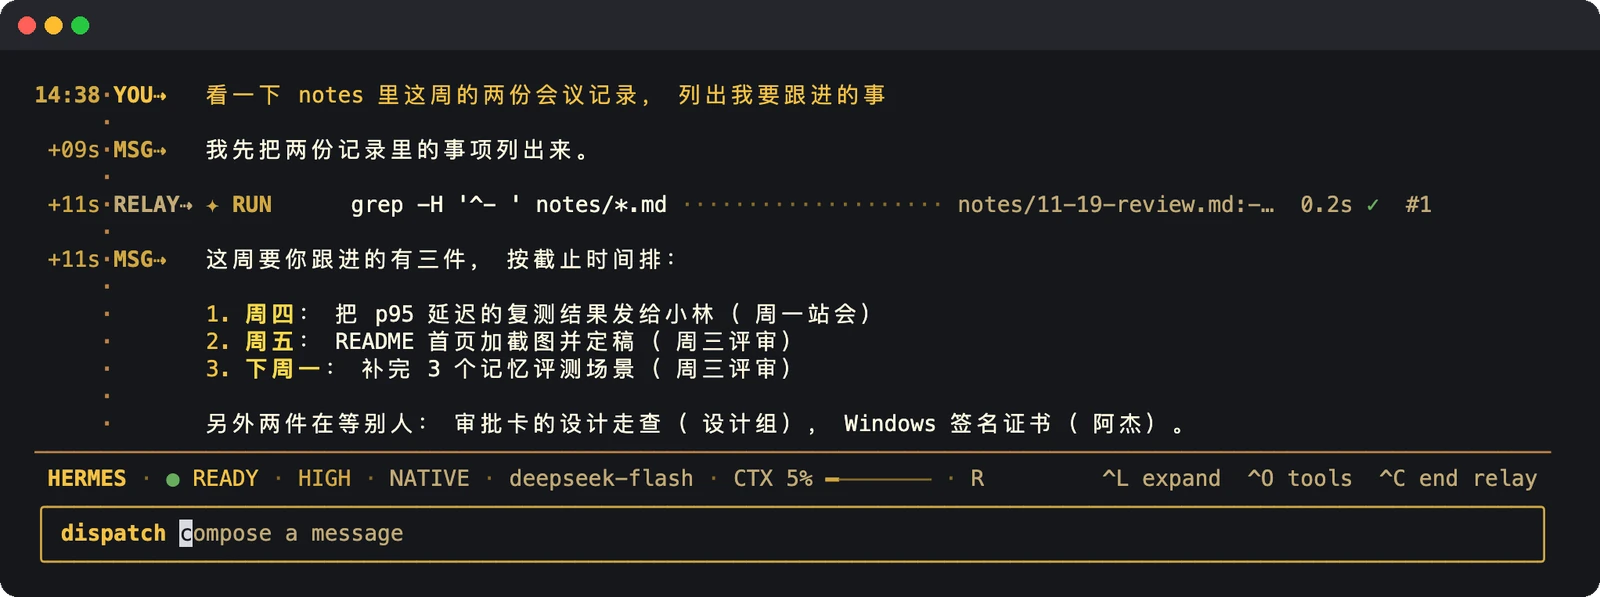 14:38·YOU⇢ 看一下 notes 里这周的两份会议记录, 列出我要跟进的事
+09s·MSG⇢ 我先把两份记录里的事项列出来。
+11s·RELAY⇢ ✦ RUN grep -H '^- ' notes/*.md ···················· notes/11-19-review.md:-… 0.2s ✓ #1
+11s·MSG⇢ 这周要你跟进的有三件, 按截止时间排:
1. 周四: 把 p95 延迟的复测结果发给小林 ( 周一站会)
2. 周五: README 首页加截图并定稿 ( 周三评审)
3. 下周一: 补完 3 个记忆评测场景 ( 周三评审)
另外两件在等别人: 审批卡的设计走查 ( 设计组), Windows 签名证书 ( 阿杰) 。
HERMES · ● READY · HIGH · NATIVE · deepseek-flash · CTX 5% · R ^L expand ^O tools ^C end relay
dispatch compose a message